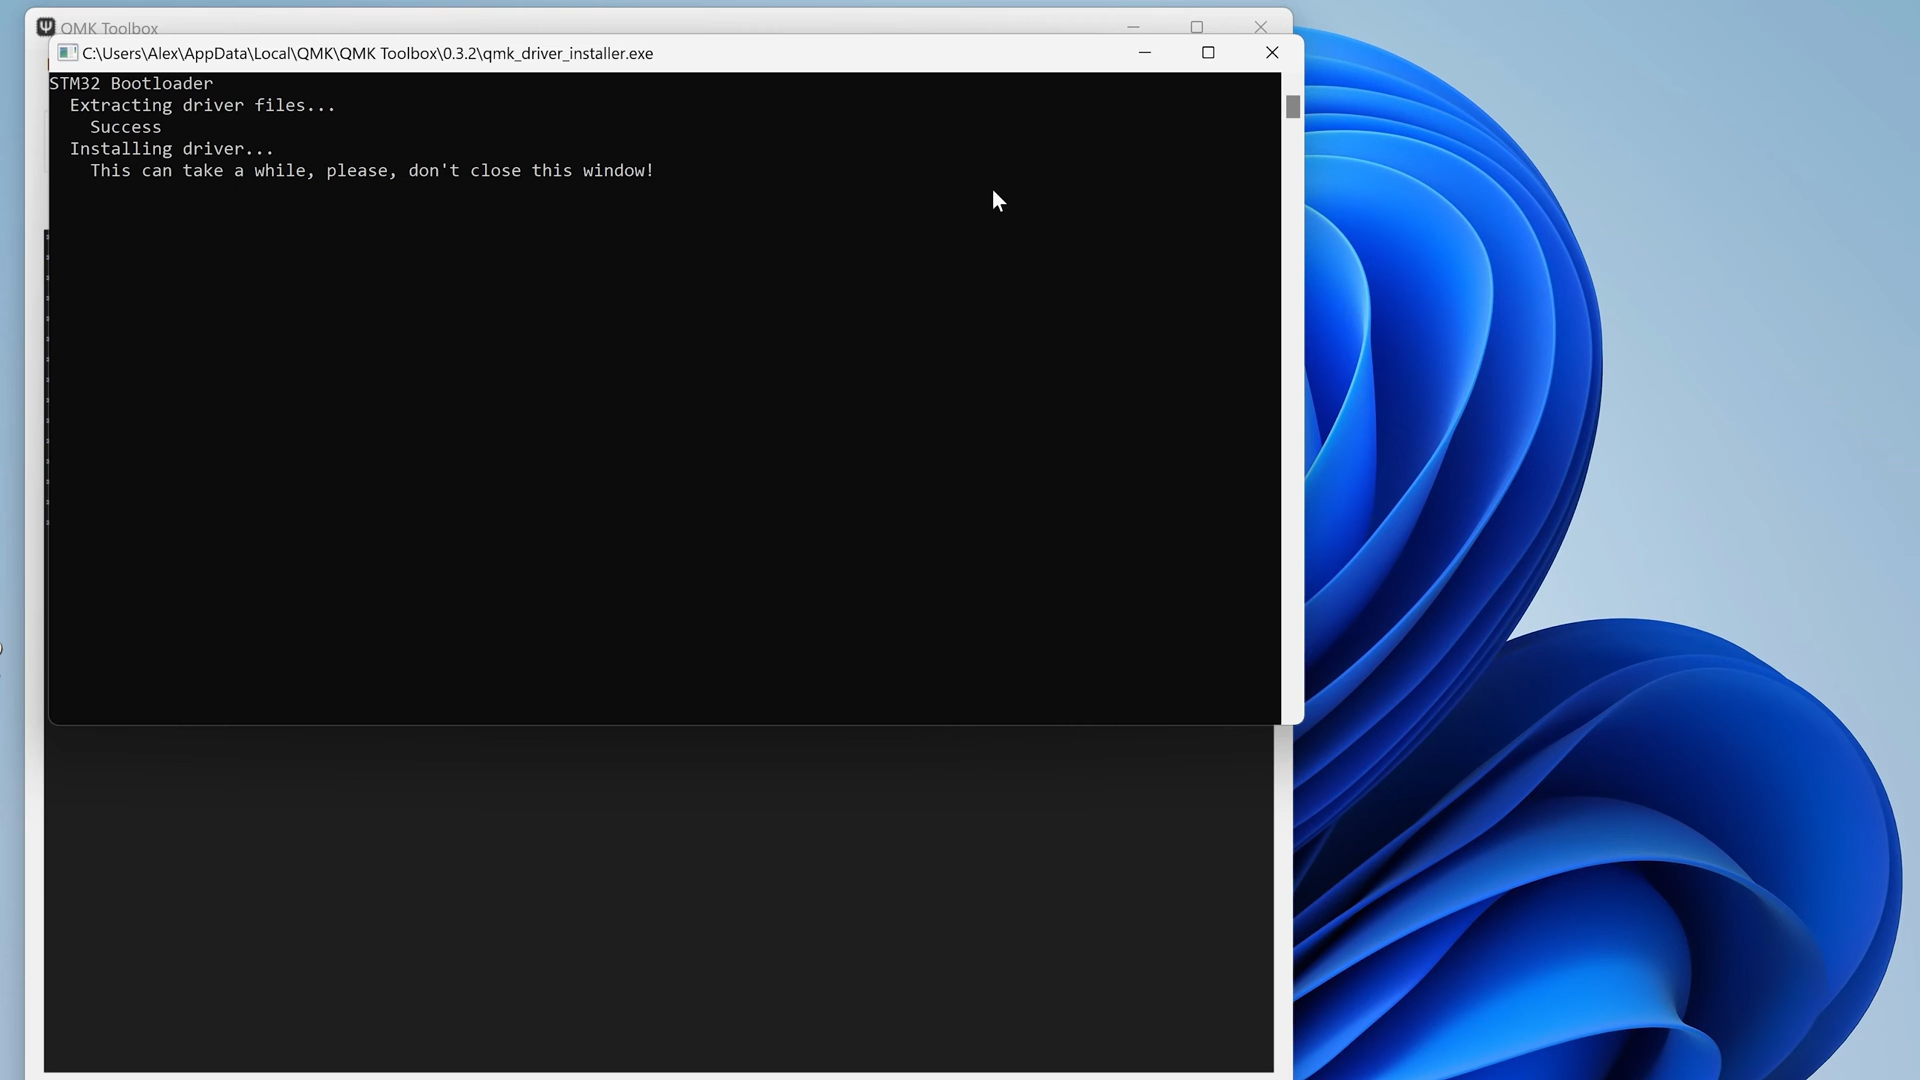 QMK Toolbox
C:\Users\Alex\AppData\Local\QMK\QMK Toolbox\0.3.2\qmk_driver_installer.exe
STM32 Bootloader
Extracting driver files...
Success
Installing driver...
This can take a while, please, don't close this window!